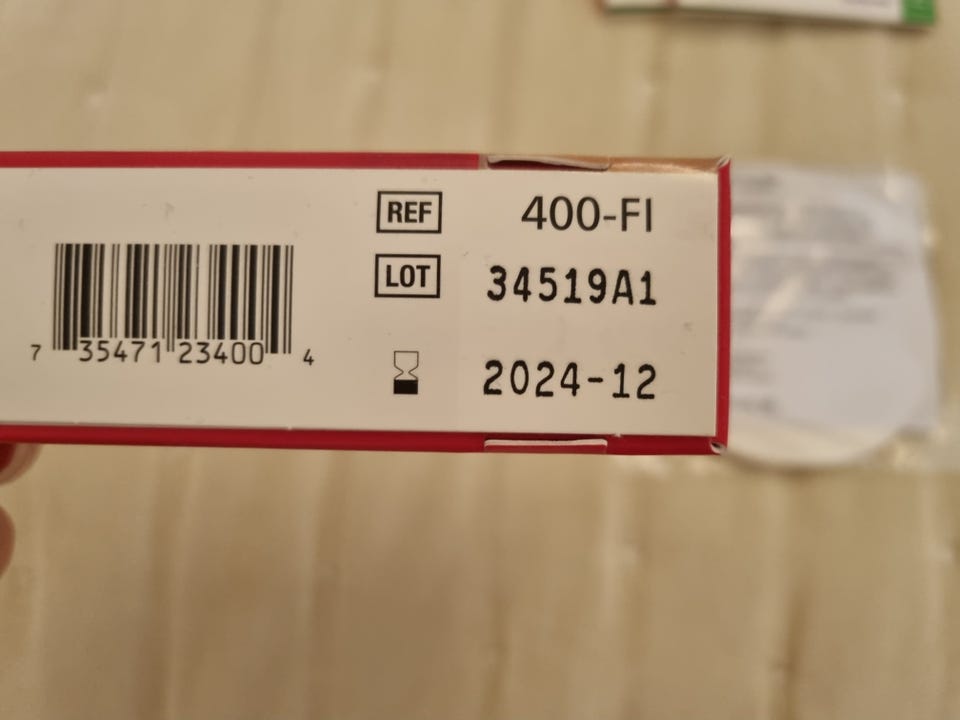 REF 400-FI
LOT 34519A1
2024-12
7 35471 23400 4